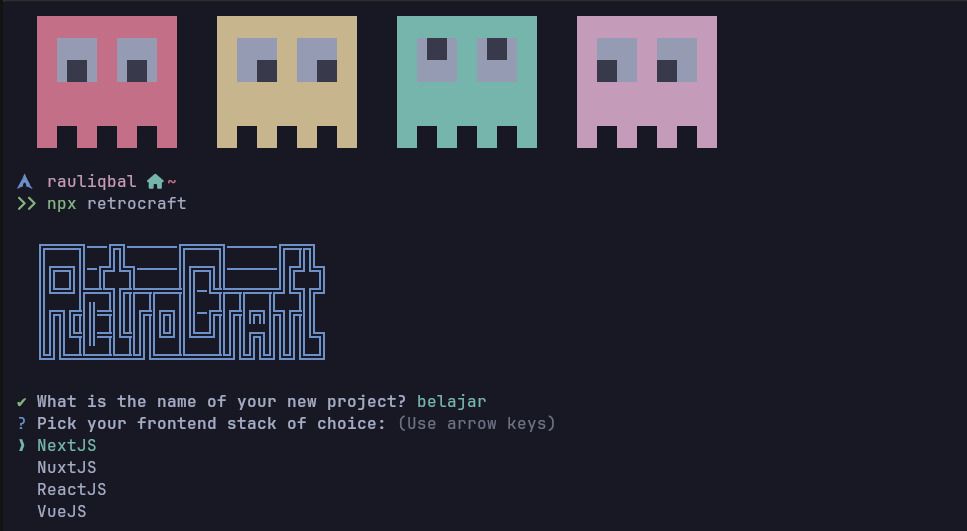 rauliqbal ~
>> npx retrocraft
✔ What is the name of your new project? belajar
? Pick your frontend stack of choice: (Use arrow keys)
❯ NextJS
NuxtJS
ReactJS
VueJS